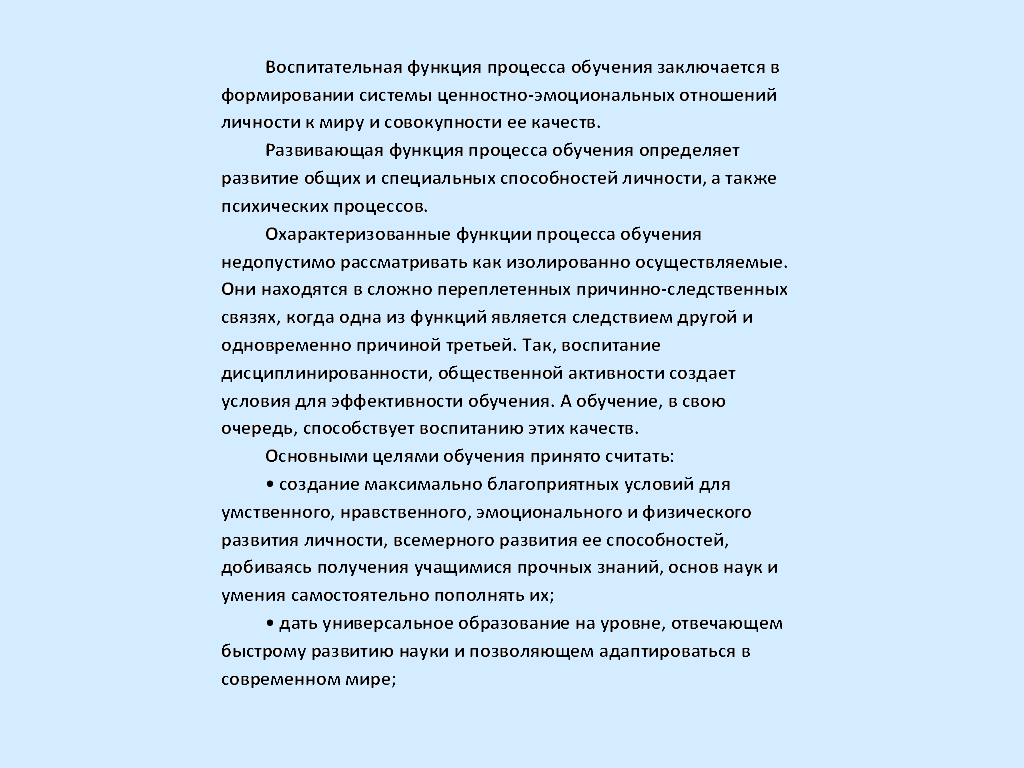 Воспитательная функция процесса обучения заключается в
формировании системы ценностно-эмоциональных отношений
личности к миру и совокупности ее качеств.
Развивающая функция процесса обучения определяет
развитие общих и специальных способностей личности, а также
психических процессов.
Охарактеризованные функции процесса обучения
недопустимо рассматривать как изолированно осуществляемые.
Они находятся в сложно переплетенных причинно-следственных
связях, когда одна из функций является следствием другой и
одновременно причиной третьей. Так, воспитание
дисциплинированности, общественной активности создает
условия для эффективности обучения. А обучение, в свою
очередь, способствует воспитанию этих качеств.
Основными целями обучения принято считать:
• создание максимально благоприятных условий для
умственного, нравственного, эмоционального и физического
развития личности, всемерного развития ее способностей,
добиваясь получения учащимися прочных знаний, основ наук и
умения самостоятельно пополнять их;
• дать универсальное образование на уровне, отвечающем
быстрому развитию науки и позволяющем адаптироваться в
современном мире;